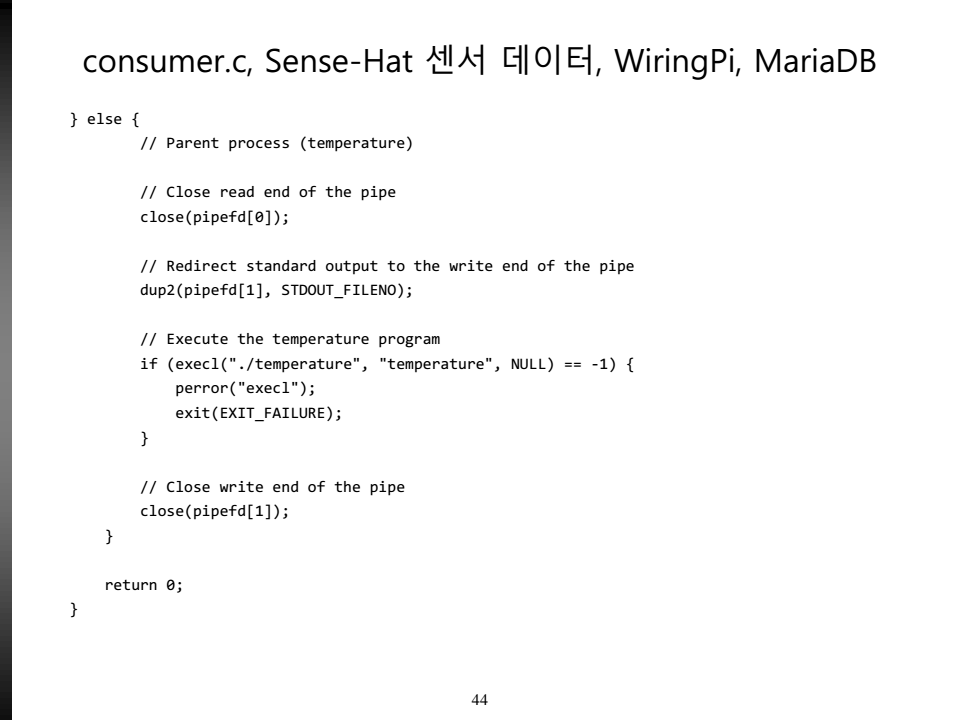 consumer.c, Sense-Hat 센서 데이터, WiringPi, MariaDB
} else {
// Parent process (temperature)
// Close read end of the pipe
close(pipefd[0]);
// Redirect standard output to the write end of the pipe
dup2(pipefd[1], STDOUT_FILENO);
// Execute the temperature program
if (execl("./temperature", "temperature", NULL) == -1) {
perror("execl");
exit(EXIT_FAILURE);
}
// Close write end of the pipe
close(pipefd[1]);
}
return 0;
}
44